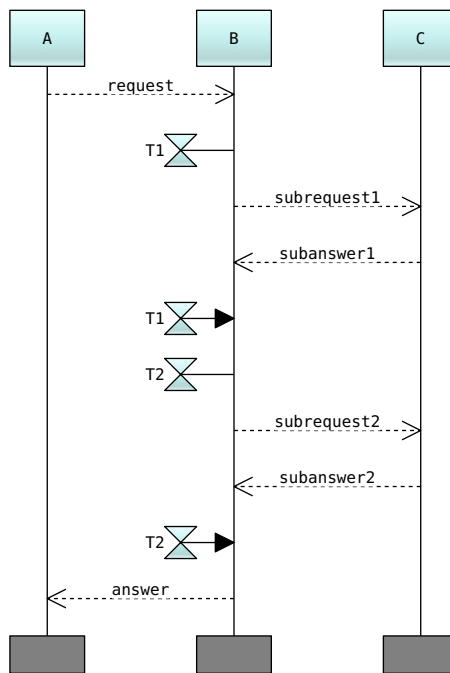 A B C
request
T1
subrequest1
subanswer1
T1
T2
subrequest2
subanswer2
T2
answer